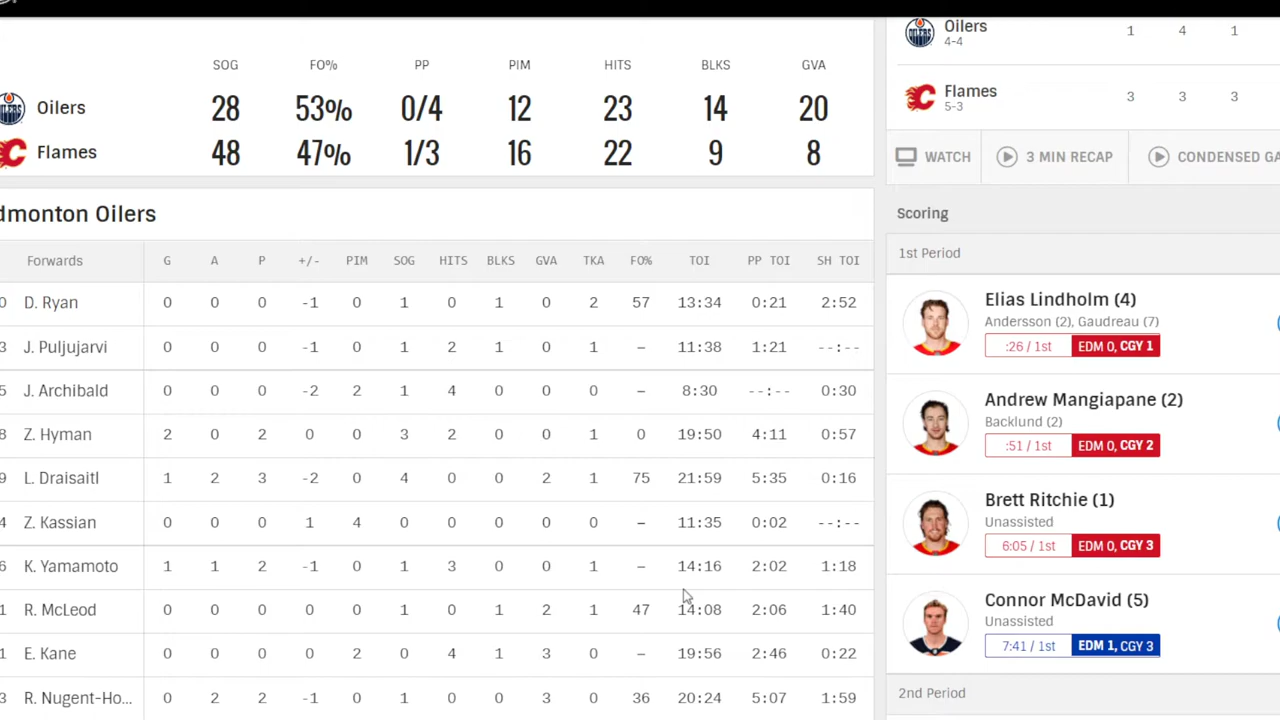 SOG FO% PP PIM HITS BLKS GVA
Oilers 28 53% 0/4 12 23 14 20
Flames 48 47% 1/3 16 22 9 8
dmonton Oilers
Forwards G A P +/- PIM SOG HITS BLKS GVA TKA FO% TOI PP TOI SH TOI
0 D. Ryan 0 0 0 -1 0 1 0 1 0 2 57 13:34 0:21 2:52
3 J. Puljujarvi 0 0 0 -1 0 1 2 1 0 1 – 11:38 1:21 --:--
5 J. Archibald 0 0 0 -2 2 1 4 0 0 0 – 8:30 --:-- 0:30
8 Z. Hyman 2 0 2 0 0 3 2 0 0 1 0 19:50 4:11 0:57
9 L. Draisaitl 1 2 3 -2 0 4 0 0 2 1 75 21:59 5:35 0:16
4 Z. Kassian 0 0 0 1 4 0 0 0 0 0 – 11:35 0:02 --:--
6 K. Yamamoto 1 1 2 -1 0 1 3 0 0 1 – 14:16 2:02 1:18
1 R. McLeod 0 0 0 0 0 1 0 1 2 1 47 14:08 2:06 1:40
1 E. Kane 0 0 0 0 2 0 4 1 3 0 – 19:56 2:46 0:22
3 R. Nugent-Ho... 0 2 2 -1 0 1 0 0 3 0 36 20:24 5:07 1:59
Oilers 1 4 1
4-4
Flames 3 3 3
5-3
WATCH 3 MIN RECAP CONDENSED GA
Scoring
1st Period
Elias Lindholm (4)
Andersson (2), Gaudreau (7)
:26 / 1st EDM 0, CGY 1
Andrew Mangiapane (2)
Backlund (2)
:51 / 1st EDM 0, CGY 2
Brett Ritchie (1)
Unassisted
6:05 / 1st EDM 0, CGY 3
Connor McDavid (5)
Unassisted
7:41 / 1st EDM 1, CGY 3
2nd Period